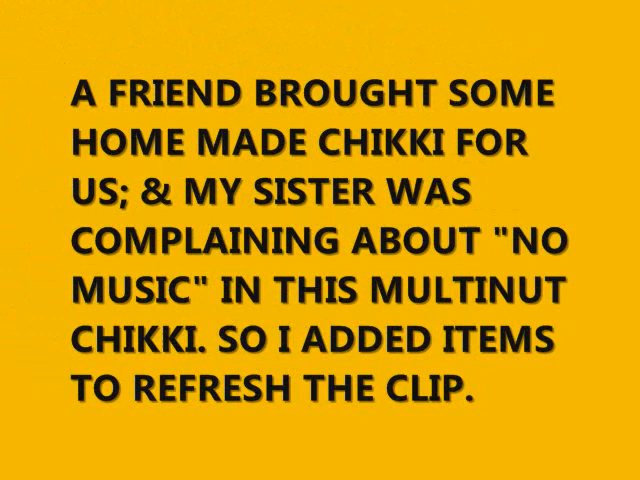 A FRIEND BROUGHT SOME
HOME MADE CHIKKI FOR
US; & MY SISTER WAS
COMPLAINING ABOUT "NO
MUSIC" IN THIS MULTINUT
CHIKKI. SO I ADDED ITEMS
TO REFRESH THE CLIP.